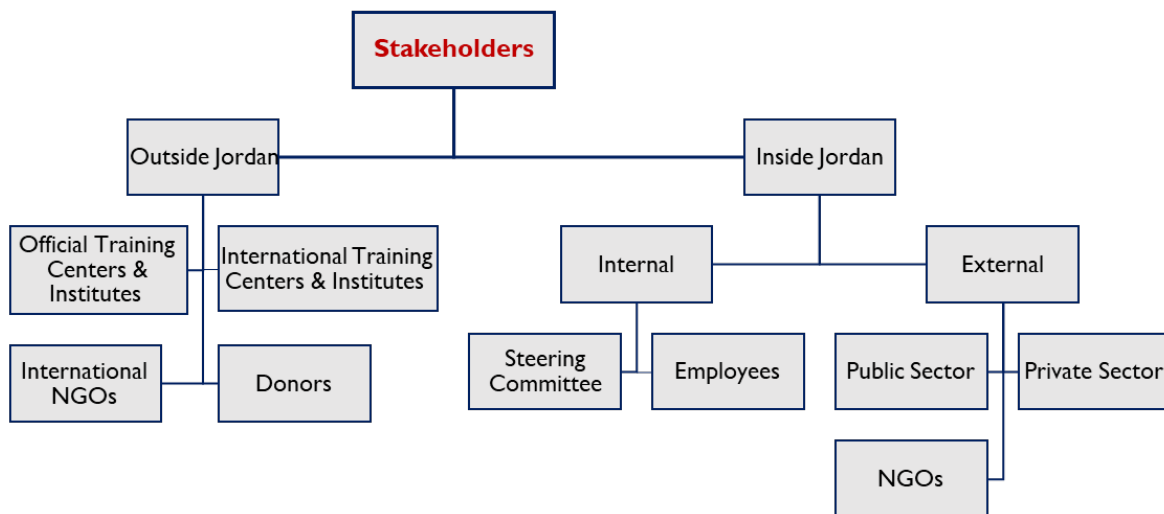 Stakeholders
Outside Jordan
Inside Jordan
Official Training
Centers &
Institutes
International Training
Centers & Institutes
Internal
External
International
NGOs
Donors
Steering
Committee
Employees
Public Sector
Private Sector
NGOs